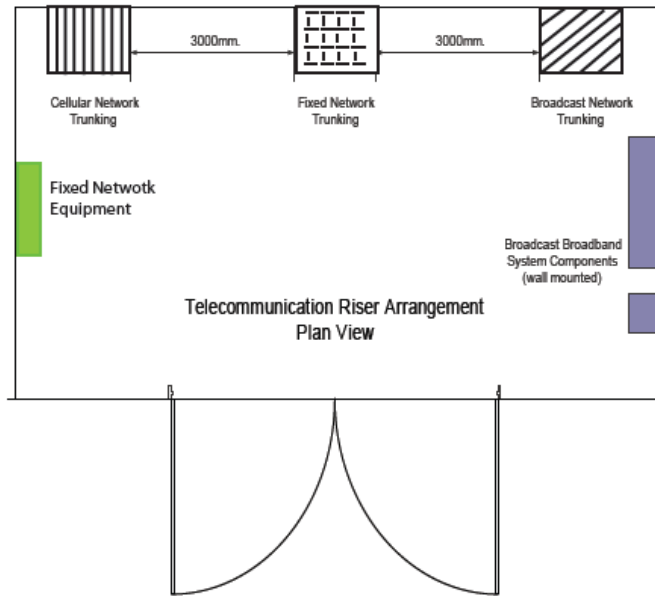 3000mm.
3000mm.
Cellular Network
Trunking
Fixed Network
Trunking
Broadcast Network
Trunking
Fixed Netwotk
Equipment
Broadcast Broadband
System Components
(wall mounted)
Telecommunication Riser Arrangement
Plan View